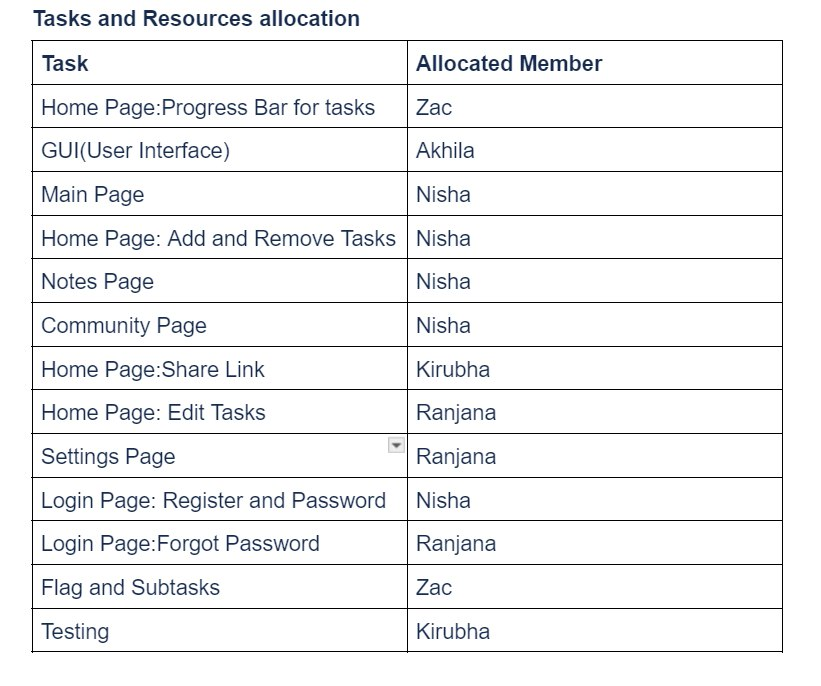 Tasks and Resources allocation
Task Allocated Member
Home Page:Progress Bar for tasks Zac
GUI(User Interface) Akhila
Main Page Nisha
Home Page: Add and Remove Tasks Nisha
Notes Page Nisha
Community Page Nisha
Home Page:Share Link Kirubha
Home Page: Edit Tasks Ranjana
Settings Page Ranjana
Login Page: Register and Password Nisha
Login Page:Forgot Password Ranjana
Flag and Subtasks Zac
Testing Kirubha